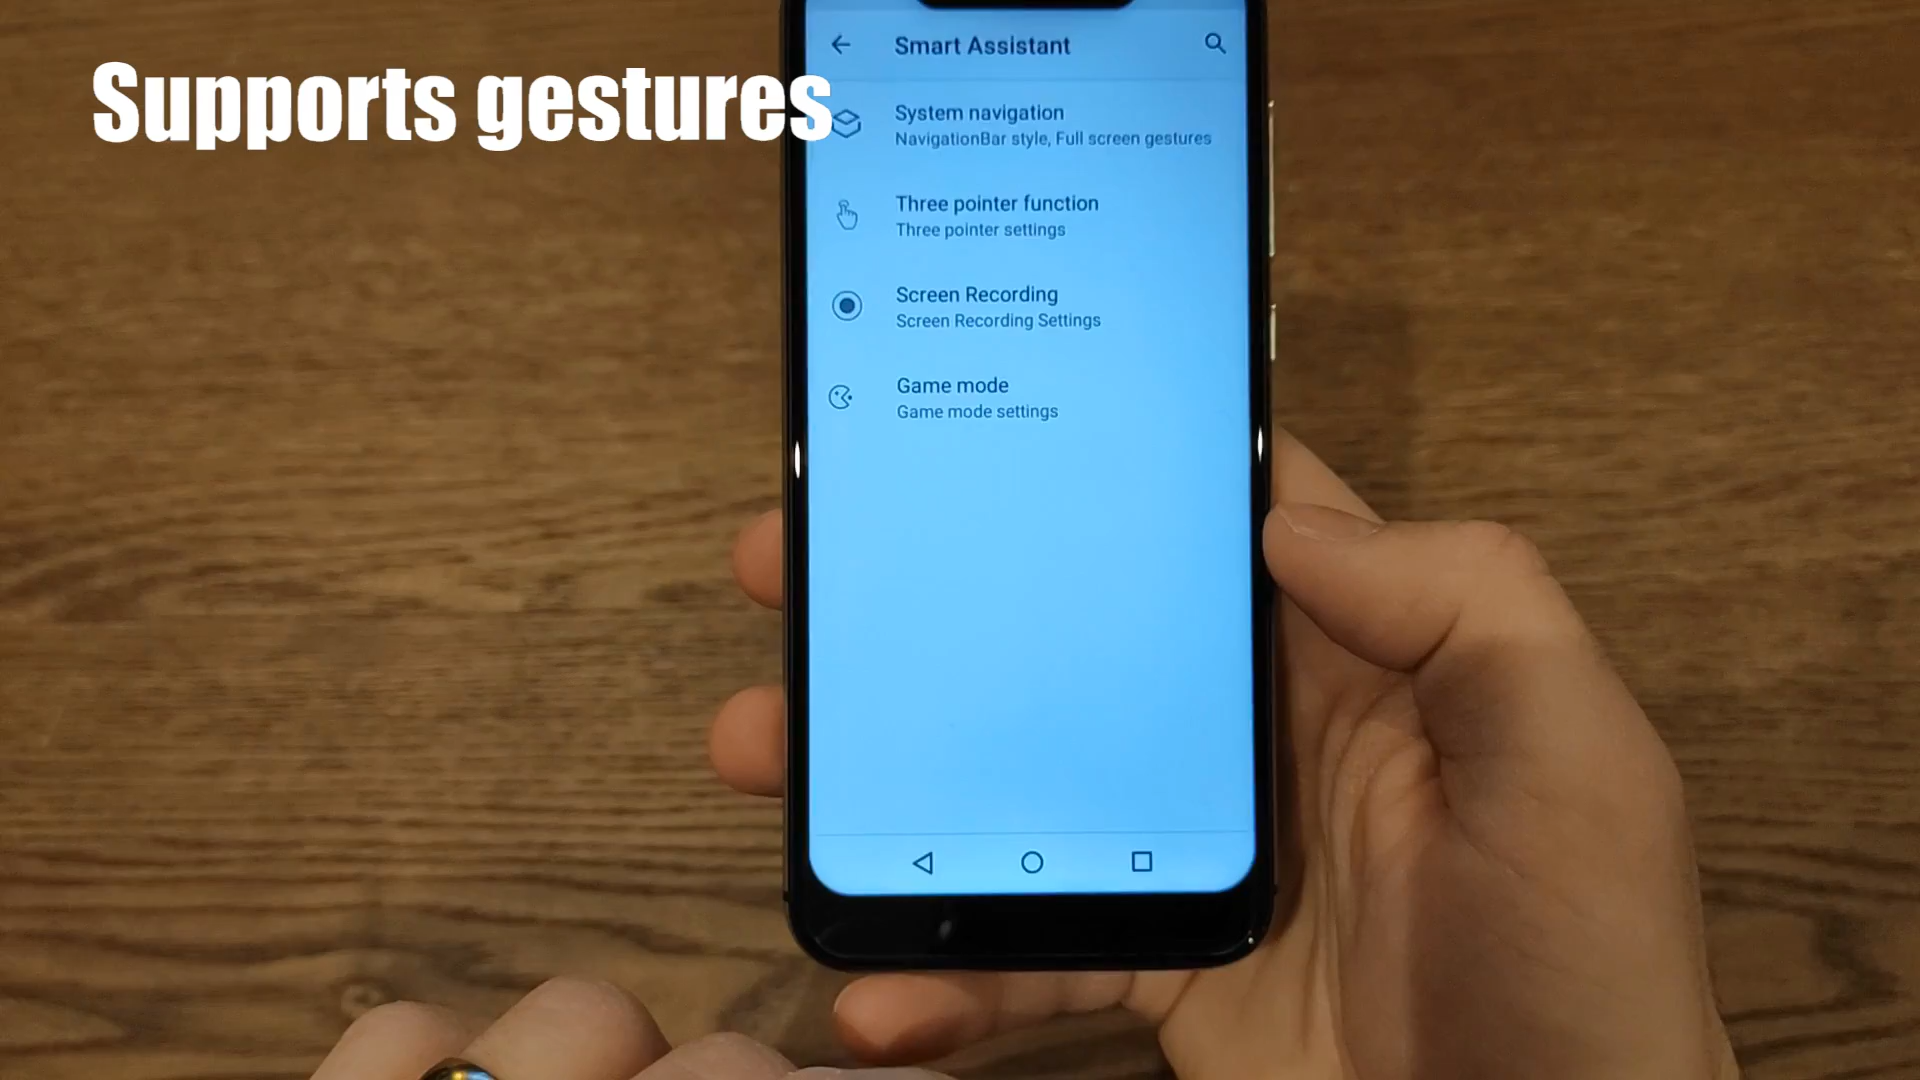 Supports gestures
Smart Assistant
System navigation
NavigationBar style, Full screen gestures
Three pointer function
Three pointer settings
Screen Recording
Screen Recording Settings
Game mode
Game mode settings